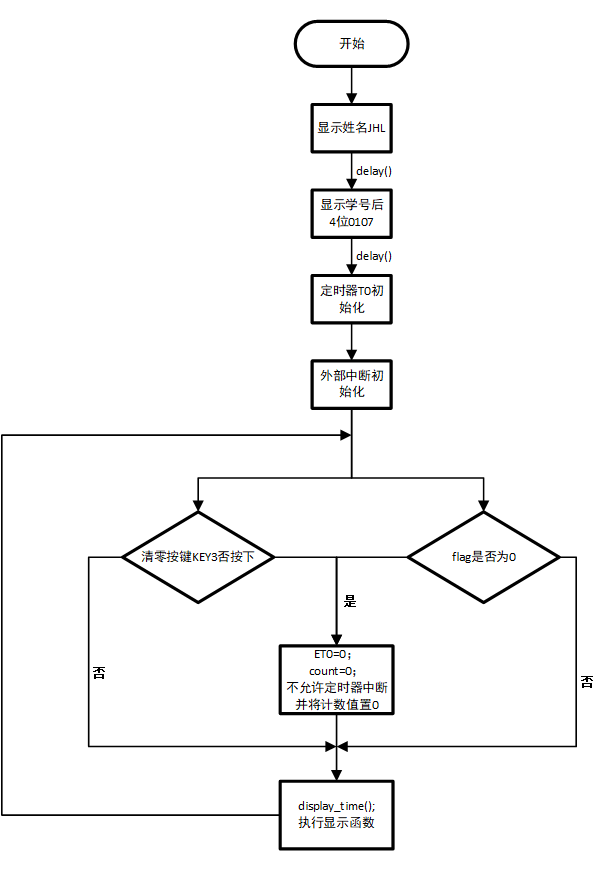 开始
显示姓名JHL
delay()
显示学号后
4位0107
delay()
定时器T0初
始化
外部中断初
始化
清零按键KEY3否按下
flag是否为0
是
否
否
ET0=0；
count=0；
不允许定时器中断
并将计数值置0
display_time();
执行显示函数